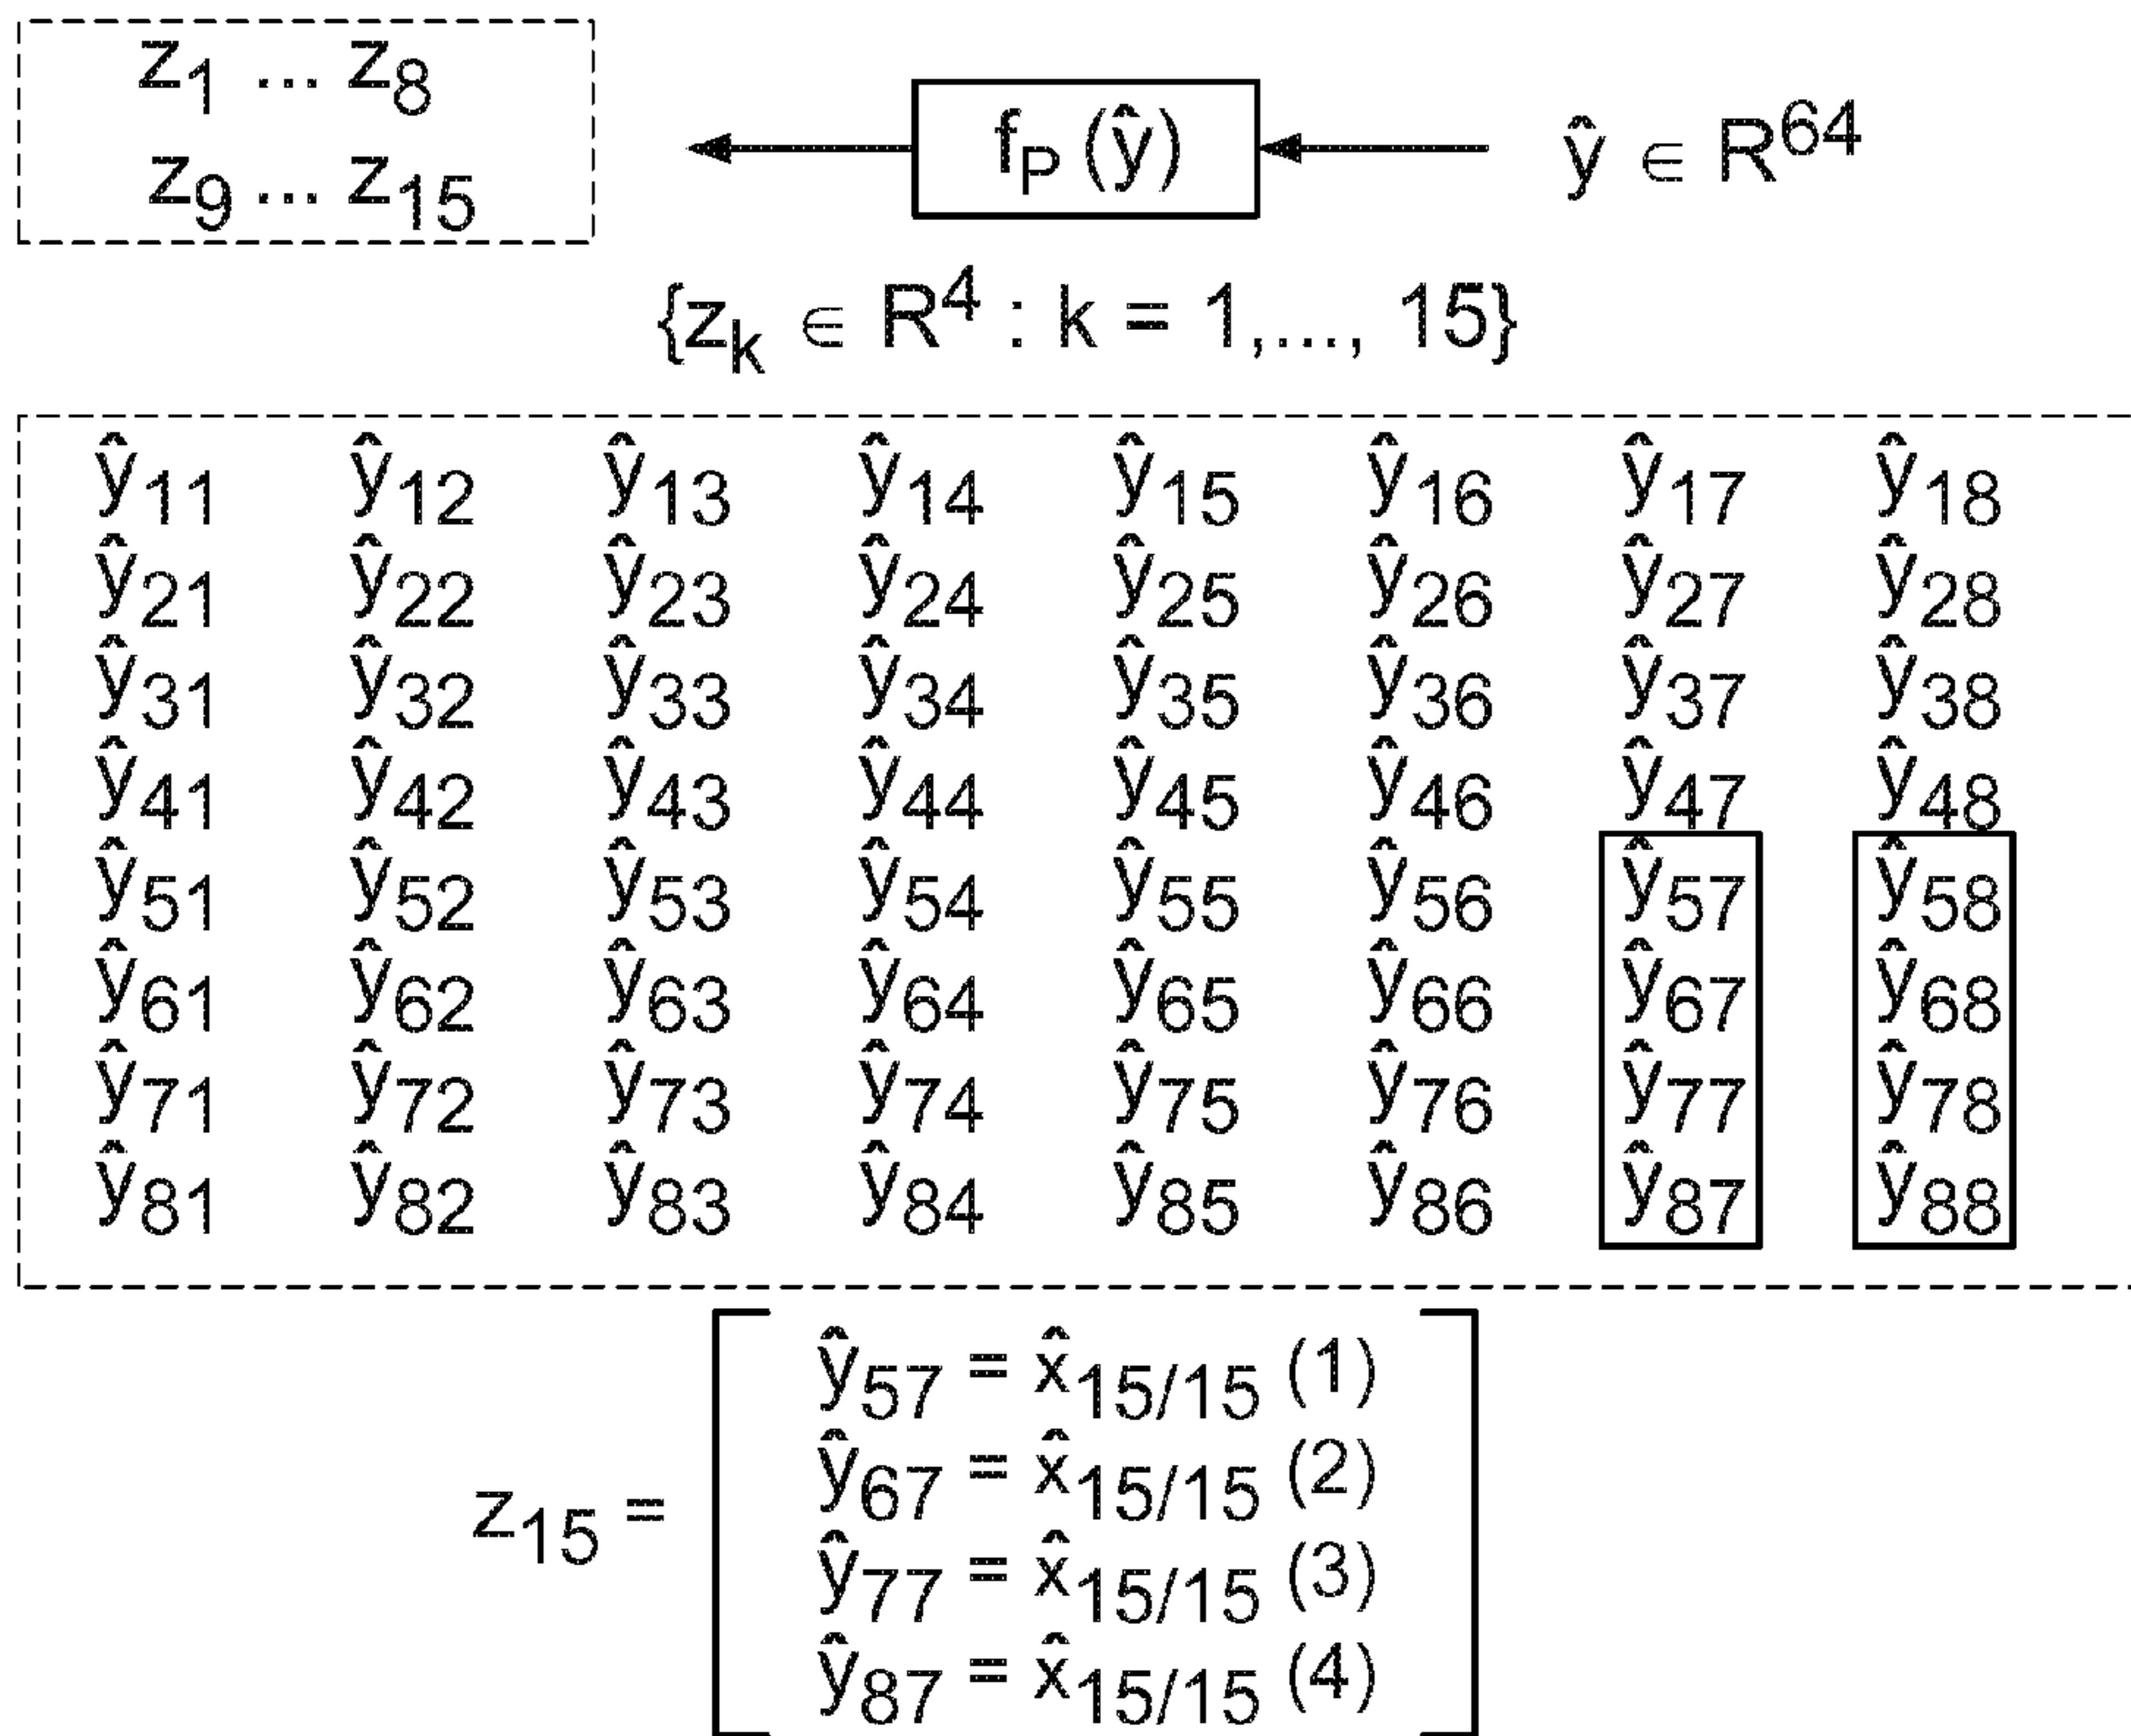 z₁ ... z₈
z₉ ... z₁₅
f_P (ŷ)
ŷ ∈ R⁶⁴
{z_k ∈ R⁴ : k = 1,..., 15}
ŷ₁₁ ŷ₁₂ ŷ₁₃ ŷ₁₄ ŷ₁₅ ŷ₁₆ ŷ₁₇ ŷ₁₈
ŷ₂₁ ŷ₂₂ ŷ₂₃ ŷ₂₄ ŷ₂₅ ŷ₂₆ ŷ₂₇ ŷ₂₈
ŷ₃₁ ŷ₃₂ ŷ₃₃ ŷ₃₄ ŷ₃₅ ŷ₃₆ ŷ₃₇ ŷ₃₈
ŷ₄₁ ŷ₄₂ ŷ₄₃ ŷ₄₄ ŷ₄₅ ŷ₄₆ ŷ₄₇ ŷ₄₈
ŷ₅₁ ŷ₅₂ ŷ₅₃ ŷ₅₄ ŷ₅₅ ŷ₅₆ ŷ₅₇ ŷ₅₈
ŷ₆₁ ŷ₆₂ ŷ₆₃ ŷ₆₄ ŷ₆₅ ŷ₆₆ ŷ₆₇ ŷ₆₈
ŷ₇₁ ŷ₇₂ ŷ₇₃ ŷ₇₄ ŷ₇₅ ŷ₇₆ ŷ₇₇ ŷ₇₈
ŷ₈₁ ŷ₈₂ ŷ₈₃ ŷ₈₄ ŷ₈₅ ŷ₈₆ ŷ₈₇ ŷ₈₈
z₁₅ =
ŷ₅₇ = x̂₁₅/₁₅ (1)
ŷ₆₇ = x̂₁₅/₁₅ (2)
ŷ₇₇ = x̂₁₅/₁₅ (3)
ŷ₈₇ = x̂₁₅/₁₅ (4)